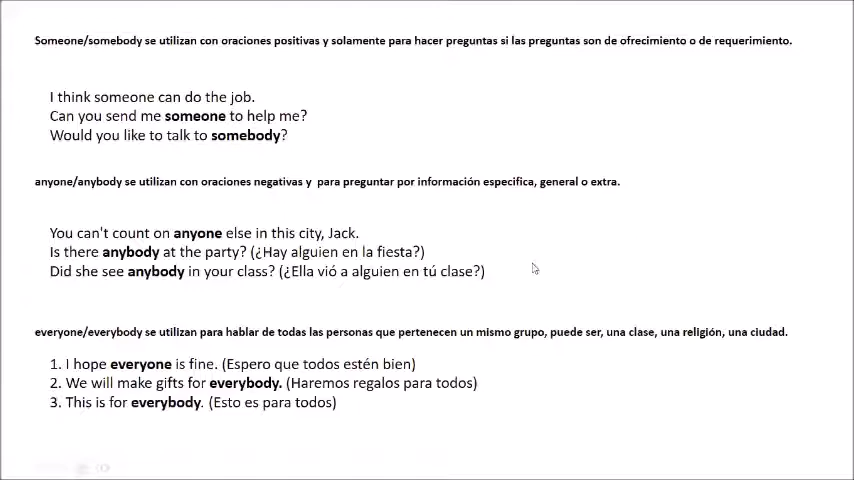 Someone/somebody se utilizan con oraciones positivas y solamente para hacer preguntas si las preguntas son de ofrecimiento o de requerimiento.
I think someone can do the job.
Can you send me someone to help me?
Would you like to talk to somebody?
anyone/anybody se utilizan con oraciones negativas y para preguntar por información especifica, general o extra.
You can't count on anyone else in this city, Jack.
Is there anybody at the party? (¿Hay alguien en la fiesta?)
Did she see anybody in your class? (¿Ella vió a alguien en tú clase?)
everyone/everybody se utilizan para hablar de todas las personas que pertenecen un mismo grupo, puede ser, una clase, una religión, una ciudad.
1. I hope everyone is fine. (Espero que todos estén bien)
2. We will make gifts for everybody. (Haremos regalos para todos)
3. This is for everybody. (Esto es para todos)